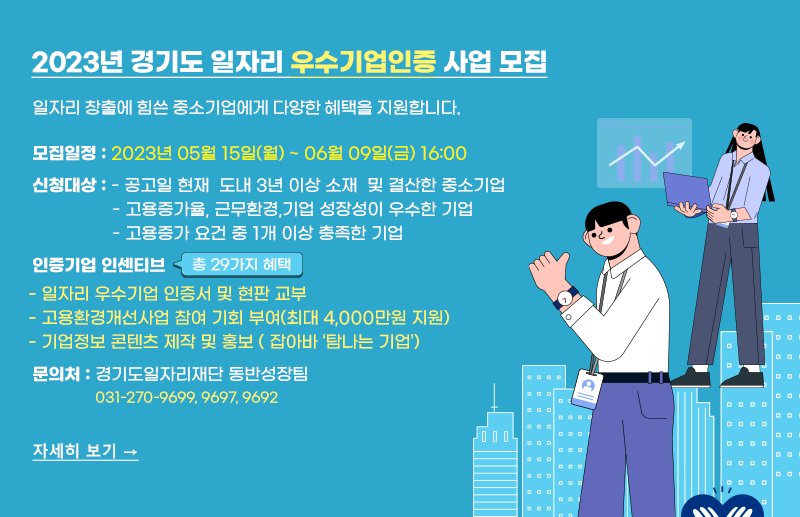 2023년 경기도 일자리 우수기업인증 사업 모집
일자리 창출에 힘쓴 중소기업에게 다양한 혜택을 지원합니다.
모집일정 : 2023년 05월 15일(월) ~ 06월 09일(금) 16:00
신청대상 : - 공고일 현재 도내 3년 이상 소재 및 결산한 중소기업
- 고용증가율, 근무환경,기업 성장성이 우수한 기업
- 고용증가 요건 중 1개 이상 충족한 기업
인증기업 인센티브 총 29가지 혜택
- 일자리 우수기업 인증서 및 현판 교부
- 고용환경개선사업 참여 기회 부여(최대 4,000만원 지원)
- 기업정보 콘텐츠 제작 및 홍보 ( 잡아바 ‘탐나는 기업’)
문의처 : 경기도일자리재단 동반성장팀
031-270-9699, 9697, 9692
자세히 보기 →